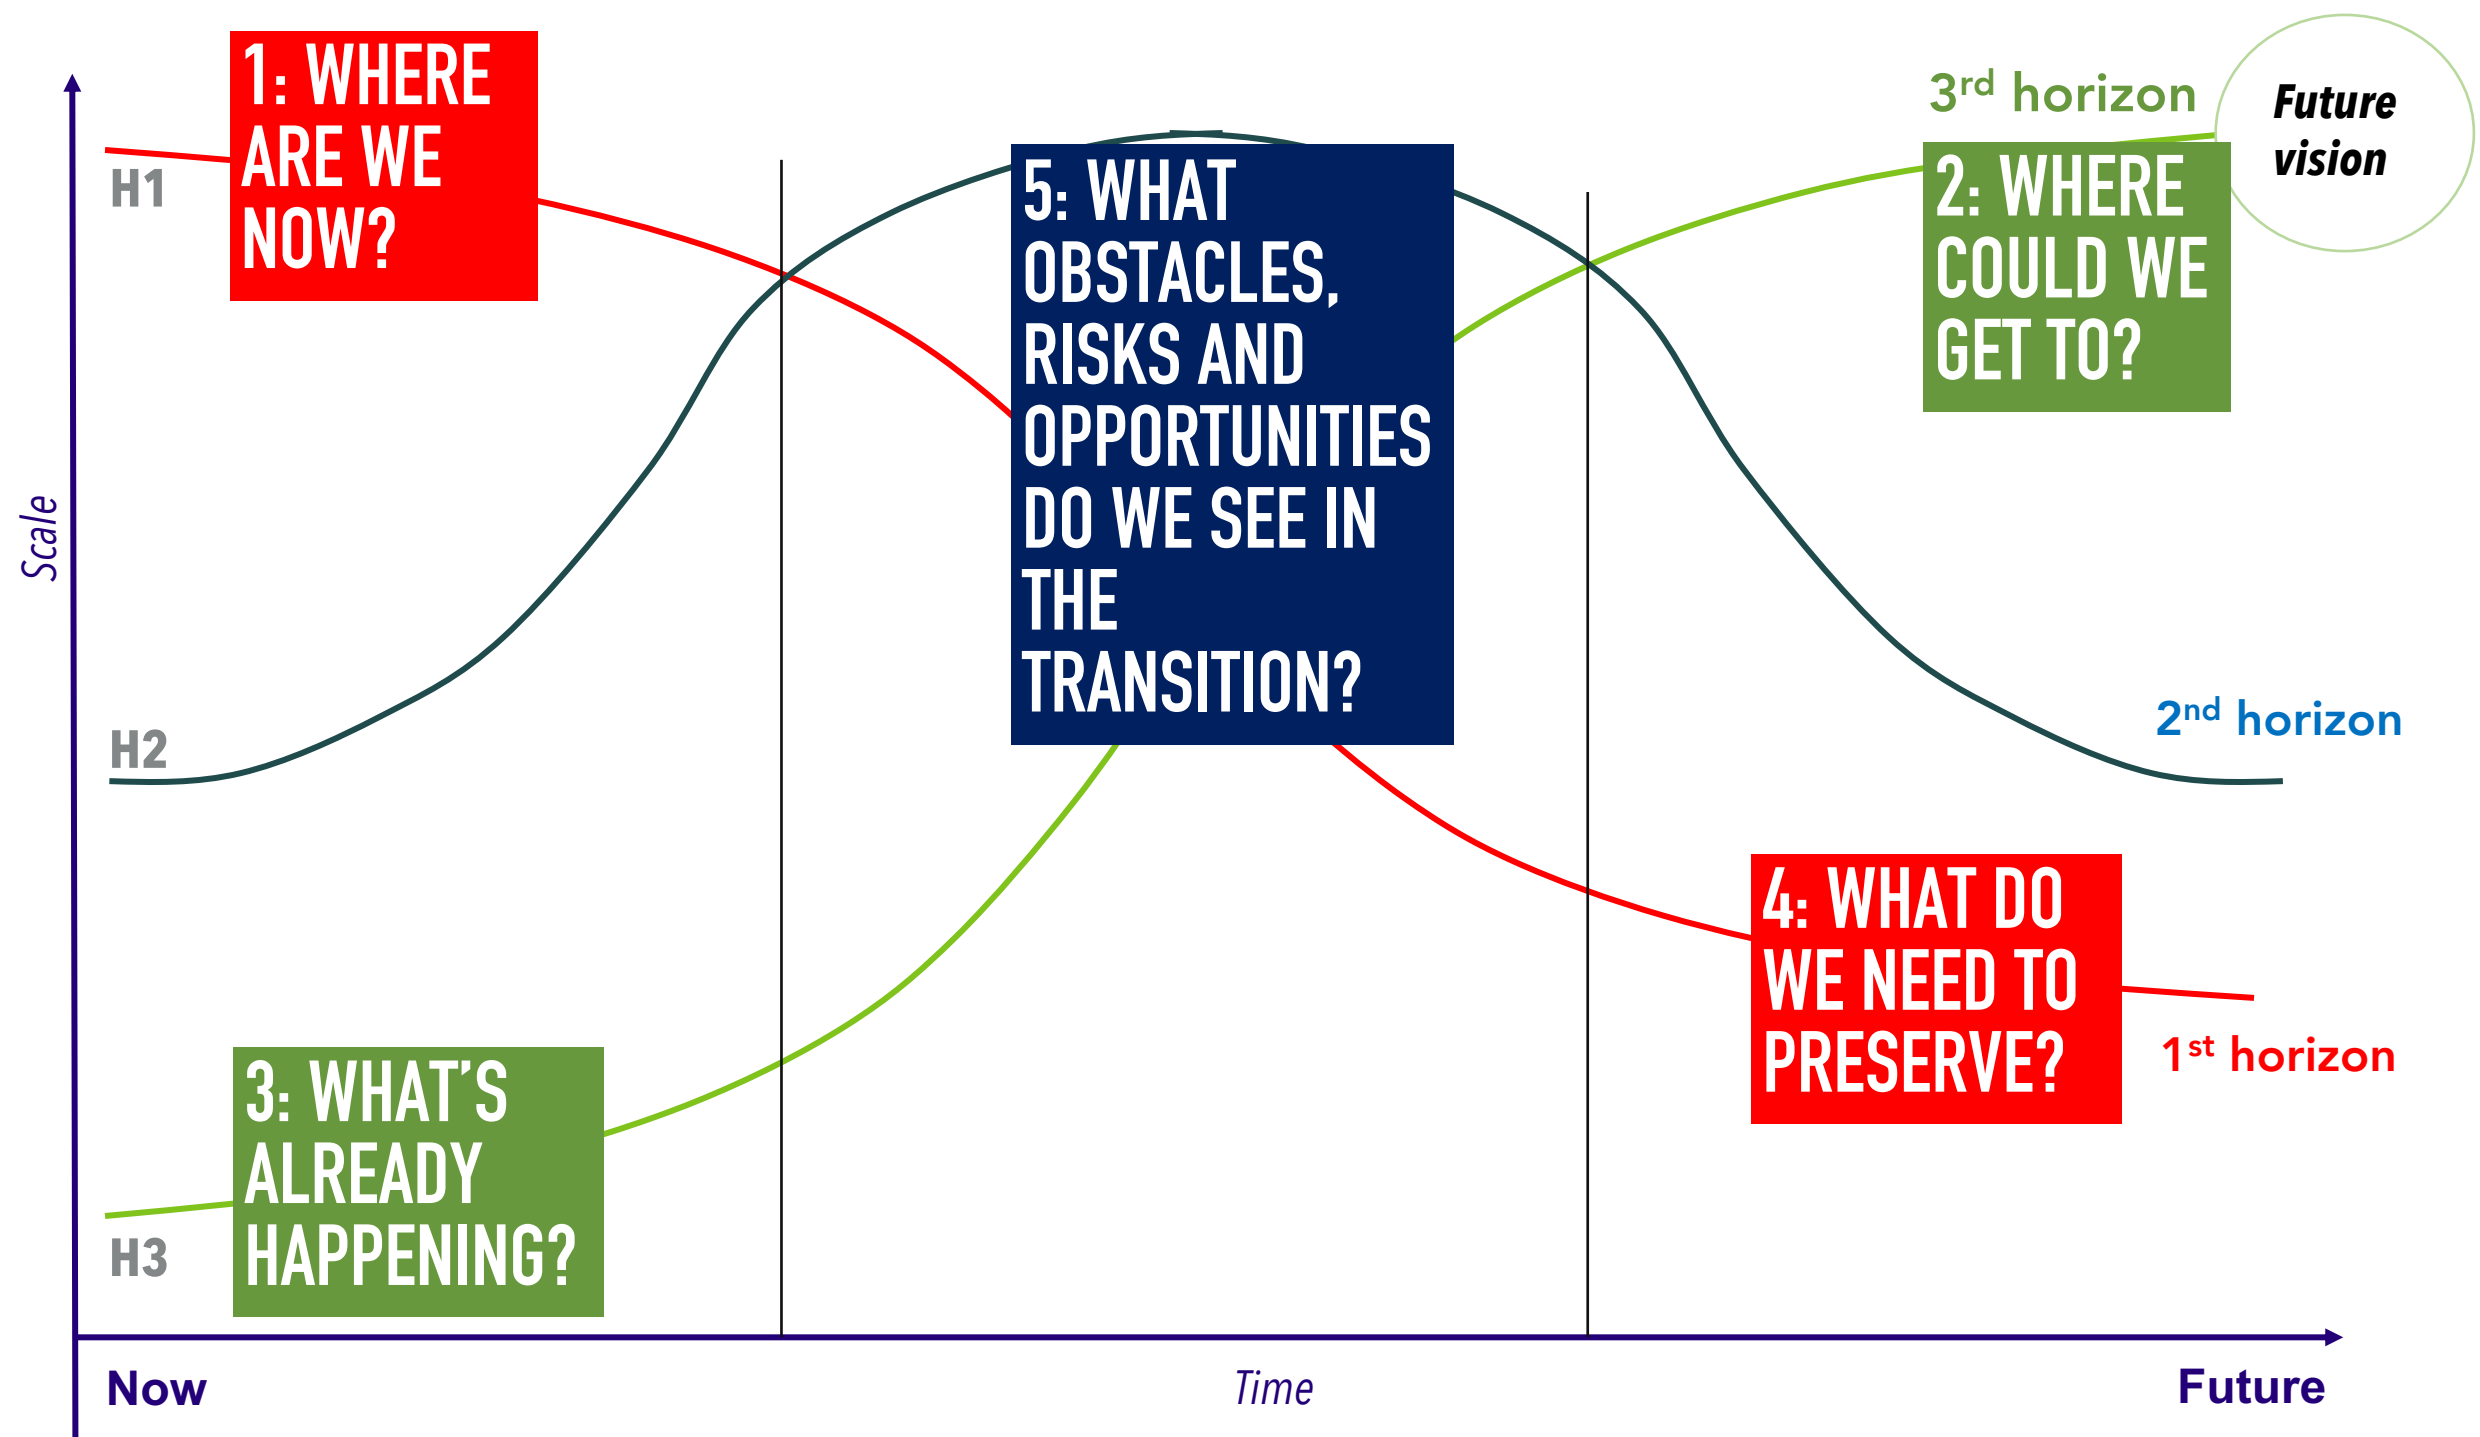 1: WHERE
ARE WE
NOW?
H1
3rd horizon
Future
vision
2: WHERE
COULD WE
GET TO?
5: WHAT
OBSTACLES,
RISKS AND
OPPORTUNITIES
DO WE SEE IN
THE
TRANSITION?
Scale
H2
2nd horizon
4: WHAT DO
WE NEED TO
PRESERVE?
1st horizon
3: WHAT’S
ALREADY
HAPPENING?
H3
Now
Time
Future